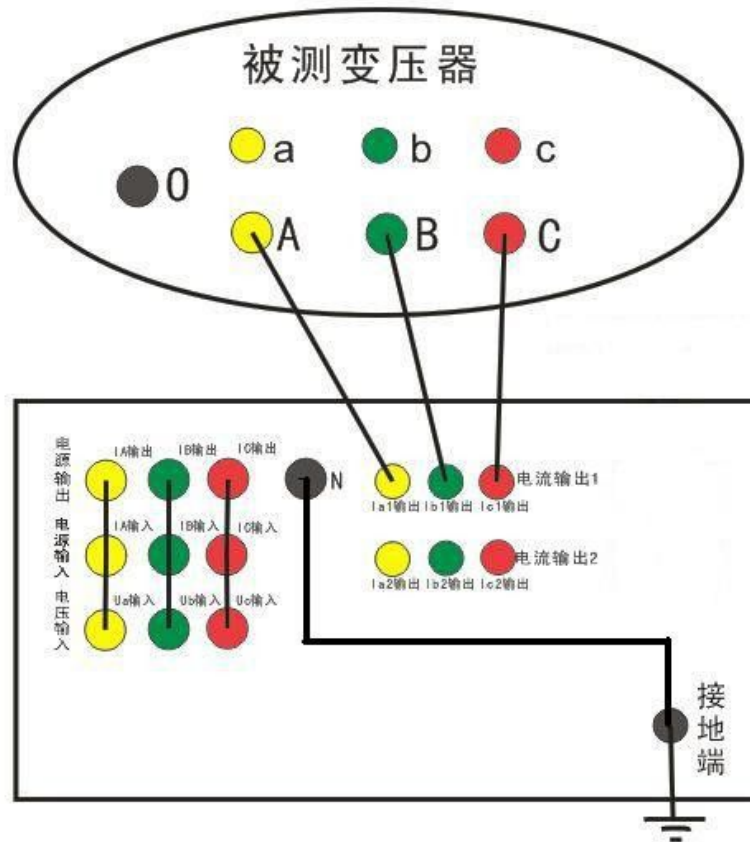 被测变压器
a b c
O
A B C
电源输出 IA输出 IB输出 IC输出
N
电流输出1
Ia1输出 Ib1输出 Ic1输出
电源输入 IA输入 IB输入 IC输入
电流输出2
Ia2输出 Ib2输出 Ic2输出
电压输入 Ua输入 Ub输入 Uc输入
接地端